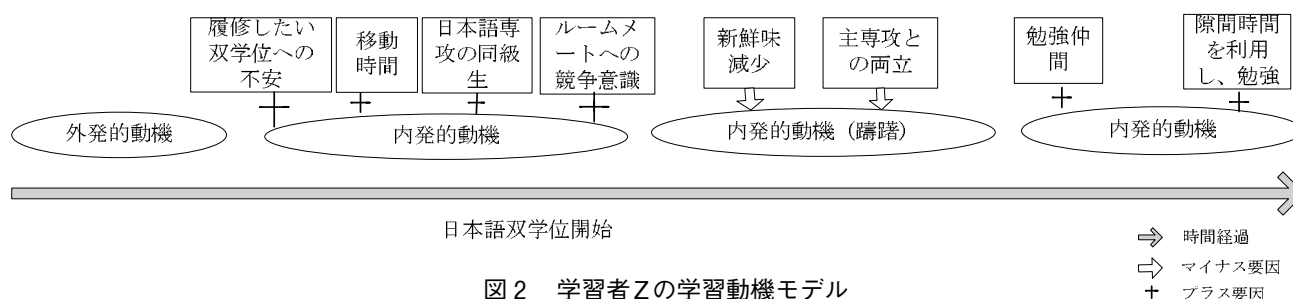 履修したい
双学位への
不安
移動
時間
日本語専
攻の同級
生
ルームメ
ートへの
競争意識
新鮮味
減少
主専攻と
の両立
勉強仲
間
隙間時間
を利用
し、勉強
外発的動機
内発的動機
内発的動機（躊躇）
内発的動機
日本語双学位開始
時間経過
マイナス要因
プラス要因
図２　学習者Ｚの学習動機モデル